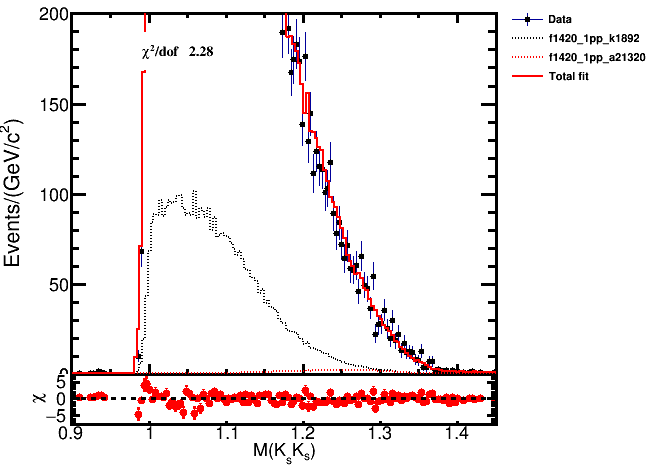 200
150
100
50
0
Events/(GeV/c²)
χ²/dof 2.28
Data
f1420_1pp_k1892
f1420_1pp_a21320
Total fit
5
0
−5
χ
0.9 1 1.1 1.2 1.3 1.4
M(KₛKₛ)